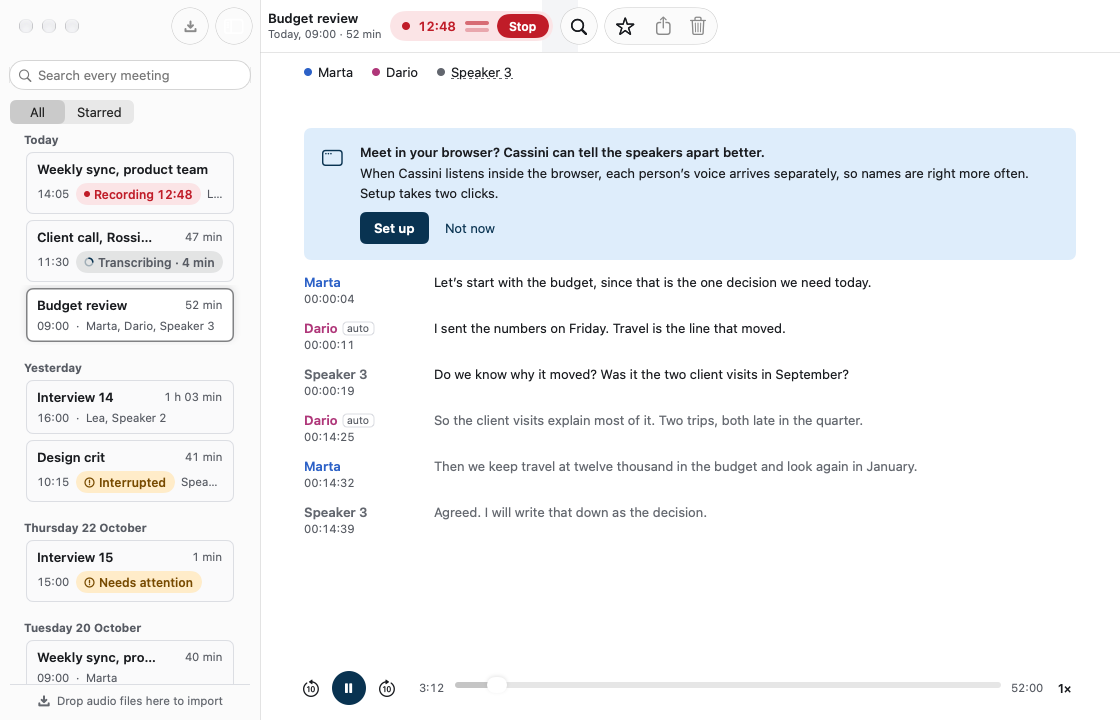 Budget review
Today, 09:00 · 52 min
12:48
Stop
Search every meeting
All
Starred
Today
Weekly sync, product team
14:05 Recording 12:48 L…
Client call, Rossi… 47 min
11:30 Transcribing · 4 min
Budget review 52 min
09:00 · Marta, Dario, Speaker 3
Yesterday
Interview 14 1 h 03 min
16:00 · Lea, Speaker 2
Design crit 41 min
10:15 Interrupted Spea…
Thursday 22 October
Interview 15 1 min
15:00 Needs attention
Tuesday 20 October
Weekly sync, pro… 40 min
09:00 · Marta
Drop audio files here to import
Marta Dario Speaker 3
Meet in your browser? Cassini can tell the speakers apart better.
When Cassini listens inside the browser, each person’s voice arrives separately, so names are right more often.
Setup takes two clicks.
Set up Not now
Marta Let’s start with the budget, since that is the one decision we need today.
00:00:04
Dario auto I sent the numbers on Friday. Travel is the line that moved.
00:00:11
Speaker 3 Do we know why it moved? Was it the two client visits in September?
00:00:19
Dario auto So the client visits explain most of it. Two trips, both late in the quarter.
00:14:25
Marta Then we keep travel at twelve thousand in the budget and look again in January.
00:14:32
Speaker 3 Agreed. I will write that down as the decision.
00:14:39
10 10 3:12 52:00 1×